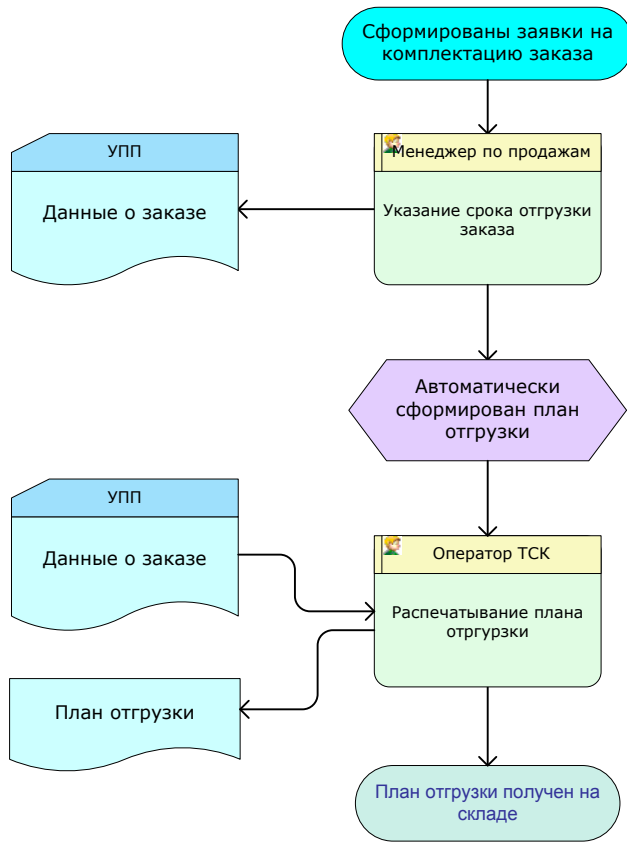 Сформированы заявки на
комплектацию заказа
УПП
Данные о заказе
Менеджер по продажам
Указание срока отгрузки
заказа
Автоматически
сформирован план
отгрузки
УПП
Данные о заказе
Оператор ТСК
Распечатывание плана
отргурзки
План отгрузки
План отгрузки получен на
складе